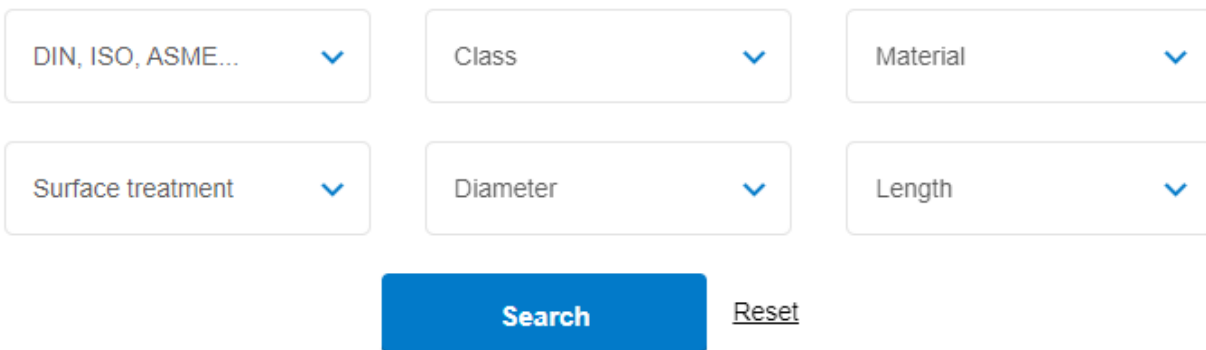 DIN, ISO, ASME...
Class
Material
Surface treatment
Diameter
Length
Search
Reset